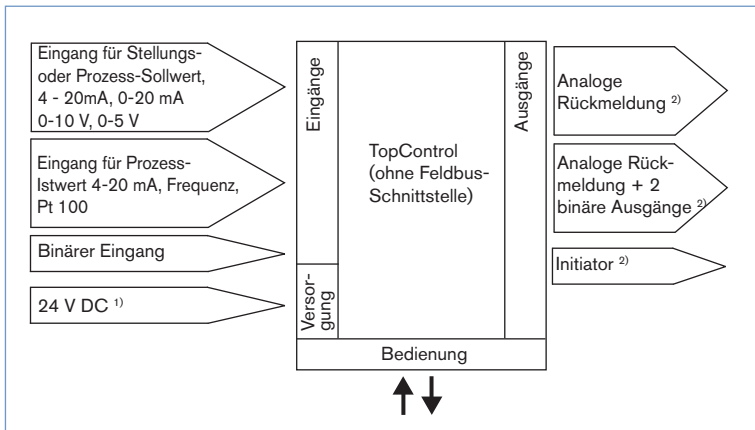 Eingang für Stellungs-
oder Prozess-Sollwert,
4 - 20mA, 0-20 mA
0-10 V, 0-5 V
Eingang für Prozess-
Istwert 4-20 mA, Frequenz,
Pt 100
Binärer Eingang
24 V DC 1)
Eingänge
Versor-
gung
TopControl
(ohne Feldbus-
Schnittstelle)
Ausgänge
Bedienung
Analoge
Rückmeldung 2)
Analoge Rück-
meldung + 2
binäre Ausgänge 2)
Initiator 2)